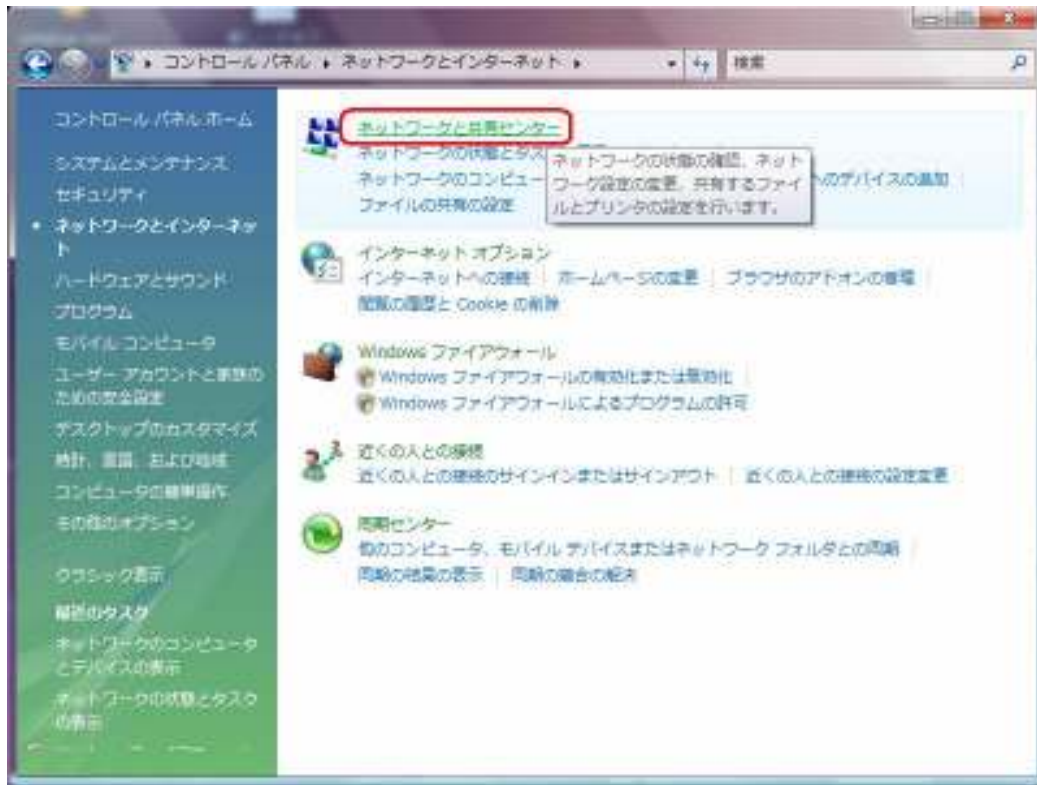 コントロール パネル ▸ ネットワークとインターネット ▸
検索
コントロール パネル ホーム
システムとメンテナンス
セキュリティ
• ネットワークとインターネッ
ト
ハードウェアとサウンド
プログラム
モバイル コンピュータ
ユーザー アカウントと家族の
ための安全設定
デスクトップのカスタマイズ
時計、言語、および地域
コンピュータの簡単操作
その他のオプション
クラシック表示
最近のタスク
ネットワークのコンピュータ
とデバイスの表示
ネットワークの状態とタスク
の表示
ネットワークと共有センター
ネットワークの状態とタス
ネットワークのコンピュー
へのデバイスの追加
ファイルの共有の設定
ネットワークの状態の確認、ネット
ワーク設定の変更、共有するファイ
ルとプリンタの設定を行います。
インターネット オプション
インターネットへの接続 | ホームページの変更 | ブラウザのアドオンの管理
閲覧の履歴と Cookie の削除
Windows ファイアウォール
Windows ファイアウォールの有効化または無効化
Windows ファイアウォールによるプログラムの許可
近くの人との接続
近くの人との接続のサインインまたはサインアウト | 近くの人との接続の設定変更
同期センター
他のコンピュータ、モバイル デバイスまたはネットワーク フォルダとの同期
同期の結果の表示 | 同期の競合の解決